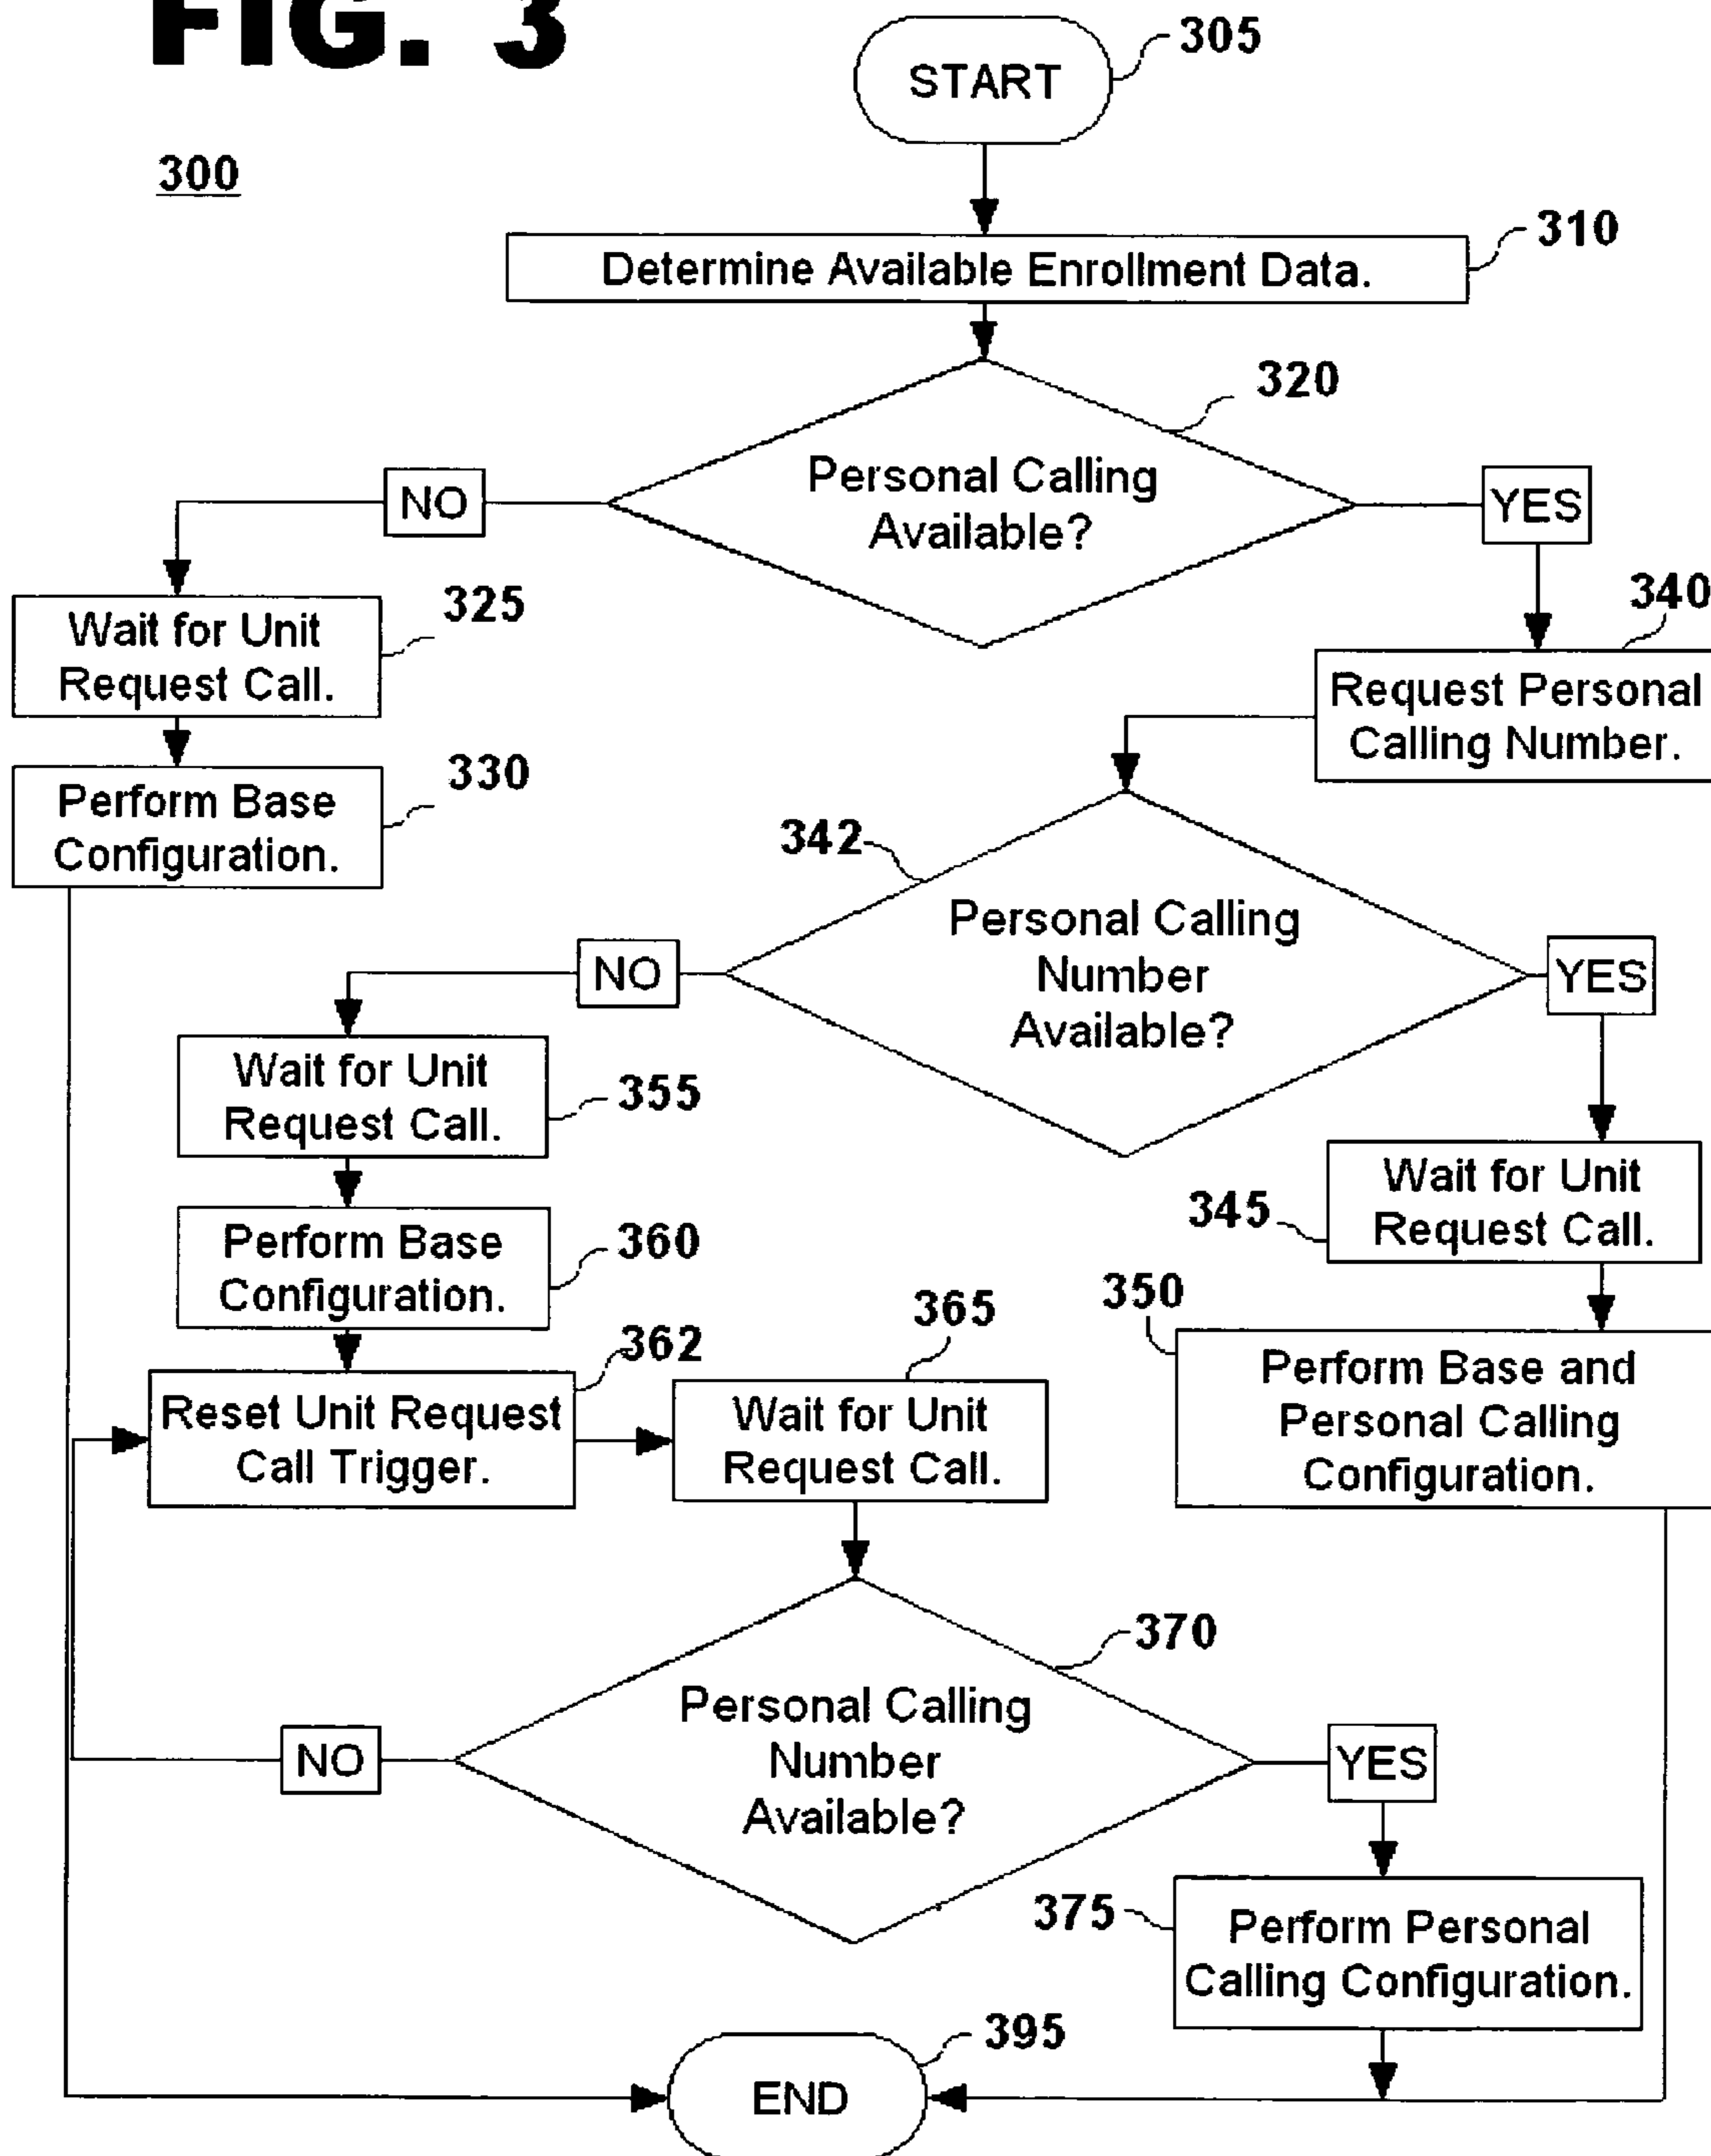 FIG. 3
300
START
305
Determine Available Enrollment Data.
310
320
Personal Calling
Available?
NO
YES
Wait for Unit
Request Call.
325
340
Request Personal
Calling Number.
Perform Base
Configuration.
330
342
Personal Calling
Number
Available?
NO
YES
Wait for Unit
Request Call.
355
345
Wait for Unit
Request Call.
Perform Base
Configuration.
360
350
Perform Base and
Personal Calling
Configuration.
362
Reset Unit Request
Call Trigger.
365
Wait for Unit
Request Call.
370
Personal Calling
Number
Available?
NO
YES
375
Perform Personal
Calling Configuration.
395
END